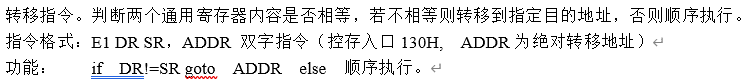 转移指令。判断两个通用寄存器内容是否相等，若不相等则转移到指定目的地址，否则顺序执行。
指令格式：E1 DR SR，ADDR 双字指令（控存入口 130H, ADDR 为绝对转移地址）↵
功能： if DR!=SR goto ADDR else 顺序执行。↵